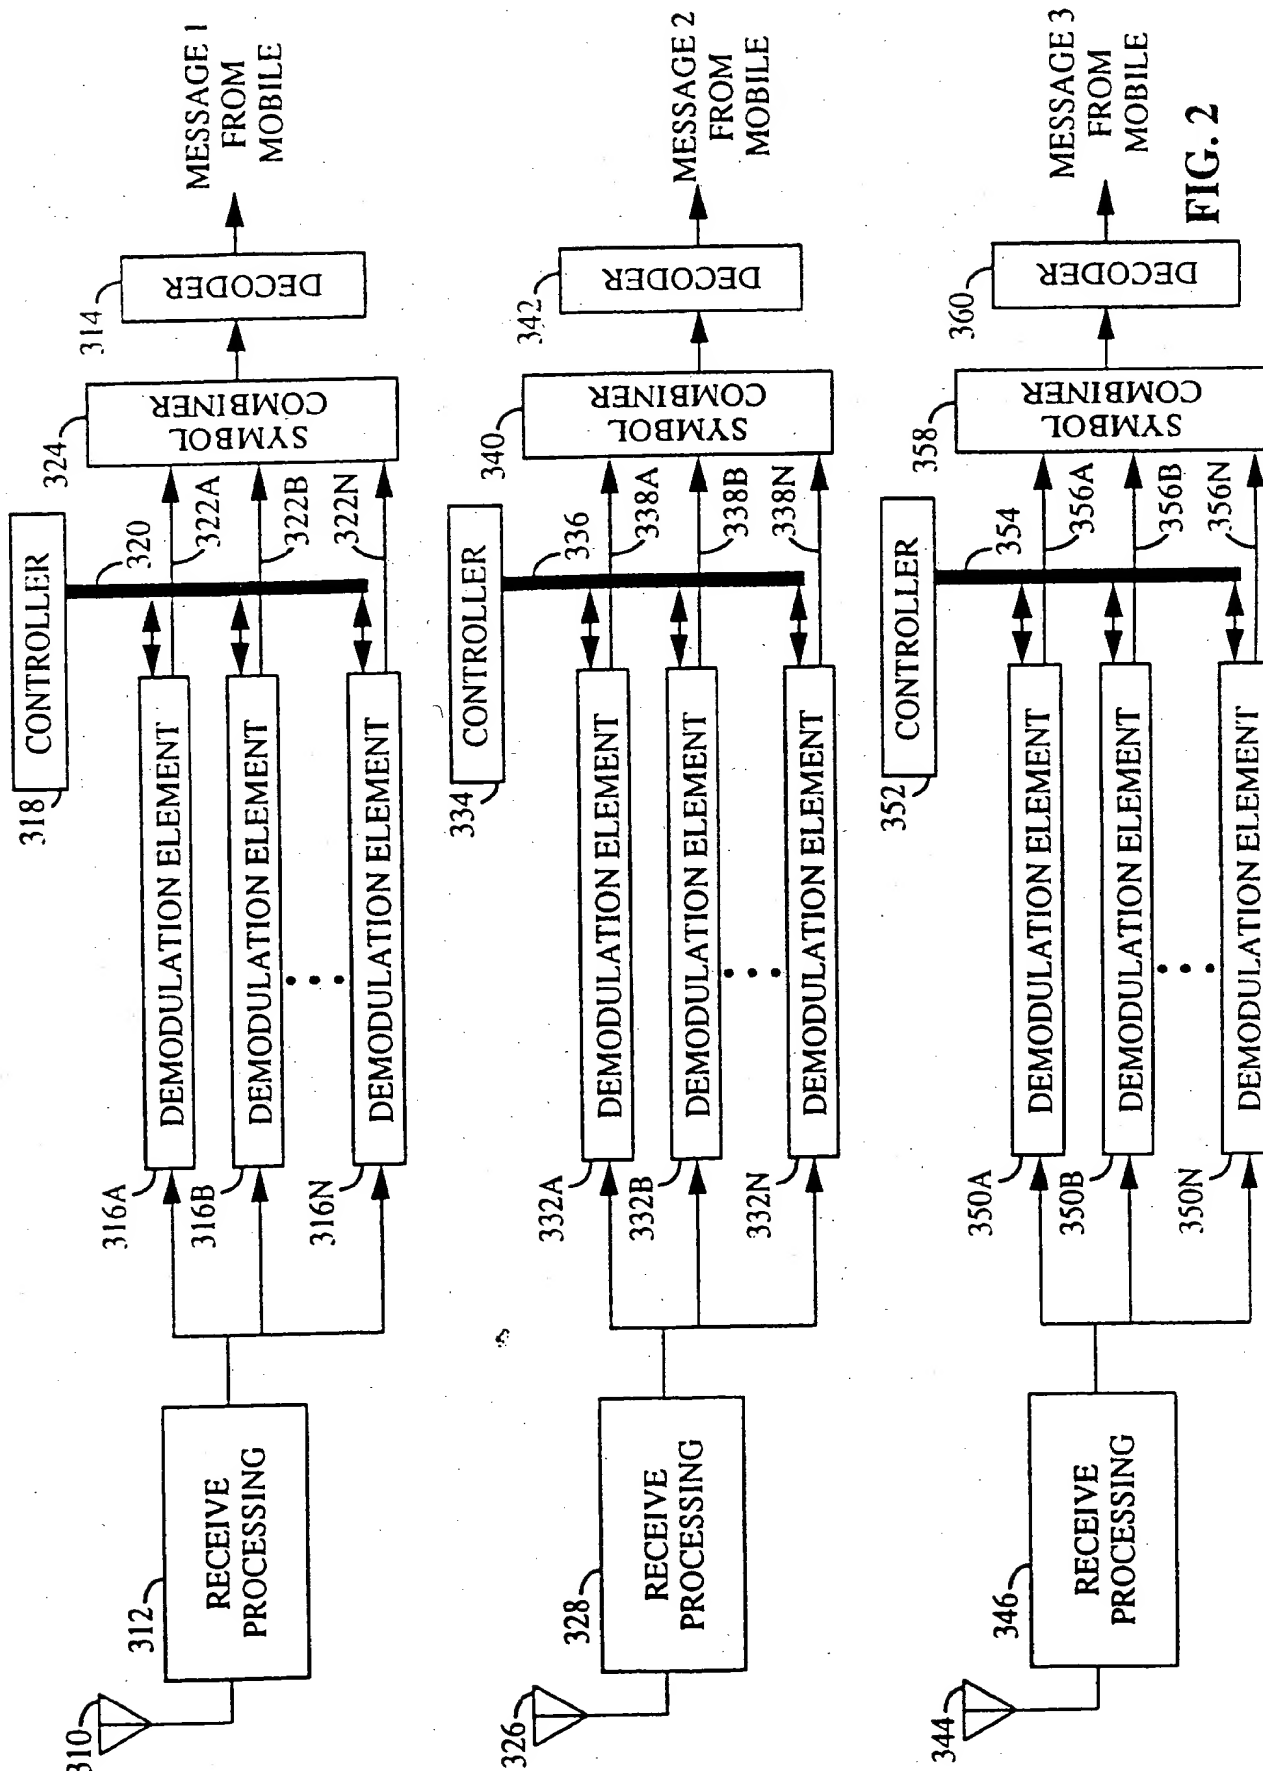 310
312
RECEIVE
PROCESSING
316A
316B
316N
DEMODULATION ELEMENT
DEMODULATION ELEMENT
DEMODULATION ELEMENT
318
CONTROLLER
320
322A
322B
322N
324
SYMBOL
COMBINER
314
DECODER
MESSAGE 1
FROM
MOBILE
326
328
RECEIVE
PROCESSING
332A
332B
332N
DEMODULATION ELEMENT
DEMODULATION ELEMENT
DEMODULATION ELEMENT
334
CONTROLLER
336
338A
338B
338N
340
SYMBOL
COMBINER
342
DECODER
MESSAGE 2
FROM
MOBILE
344
346
RECEIVE
PROCESSING
350A
350B
350N
DEMODULATION ELEMENT
DEMODULATION ELEMENT
DEMODULATION ELEMENT
352
CONTROLLER
354
356A
356B
356N
358
SYMBOL
COMBINER
360
DECODER
MESSAGE 3
FROM
MOBILE
FIG. 2